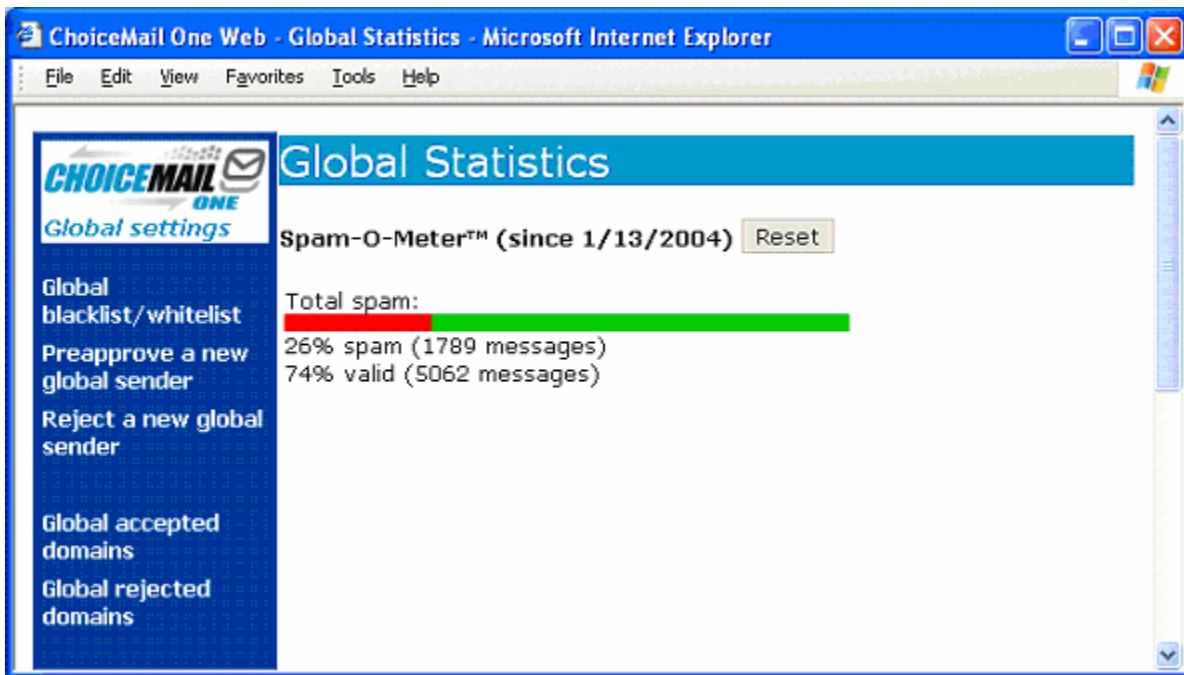 ChoiceMail One Web - Global Statistics - Microsoft Internet Explorer
File Edit View Favorites Tools Help
CHOICEMAIL
ONE
Global settings
Global
blacklist/whitelist
Preapprove a new
global sender
Reject a new global
sender
Global accepted
domains
Global rejected
domains
Global Statistics
Spam-O-Meter™ (since 1/13/2004) Reset
Total spam:
26% spam (1789 messages)
74% valid (5062 messages)